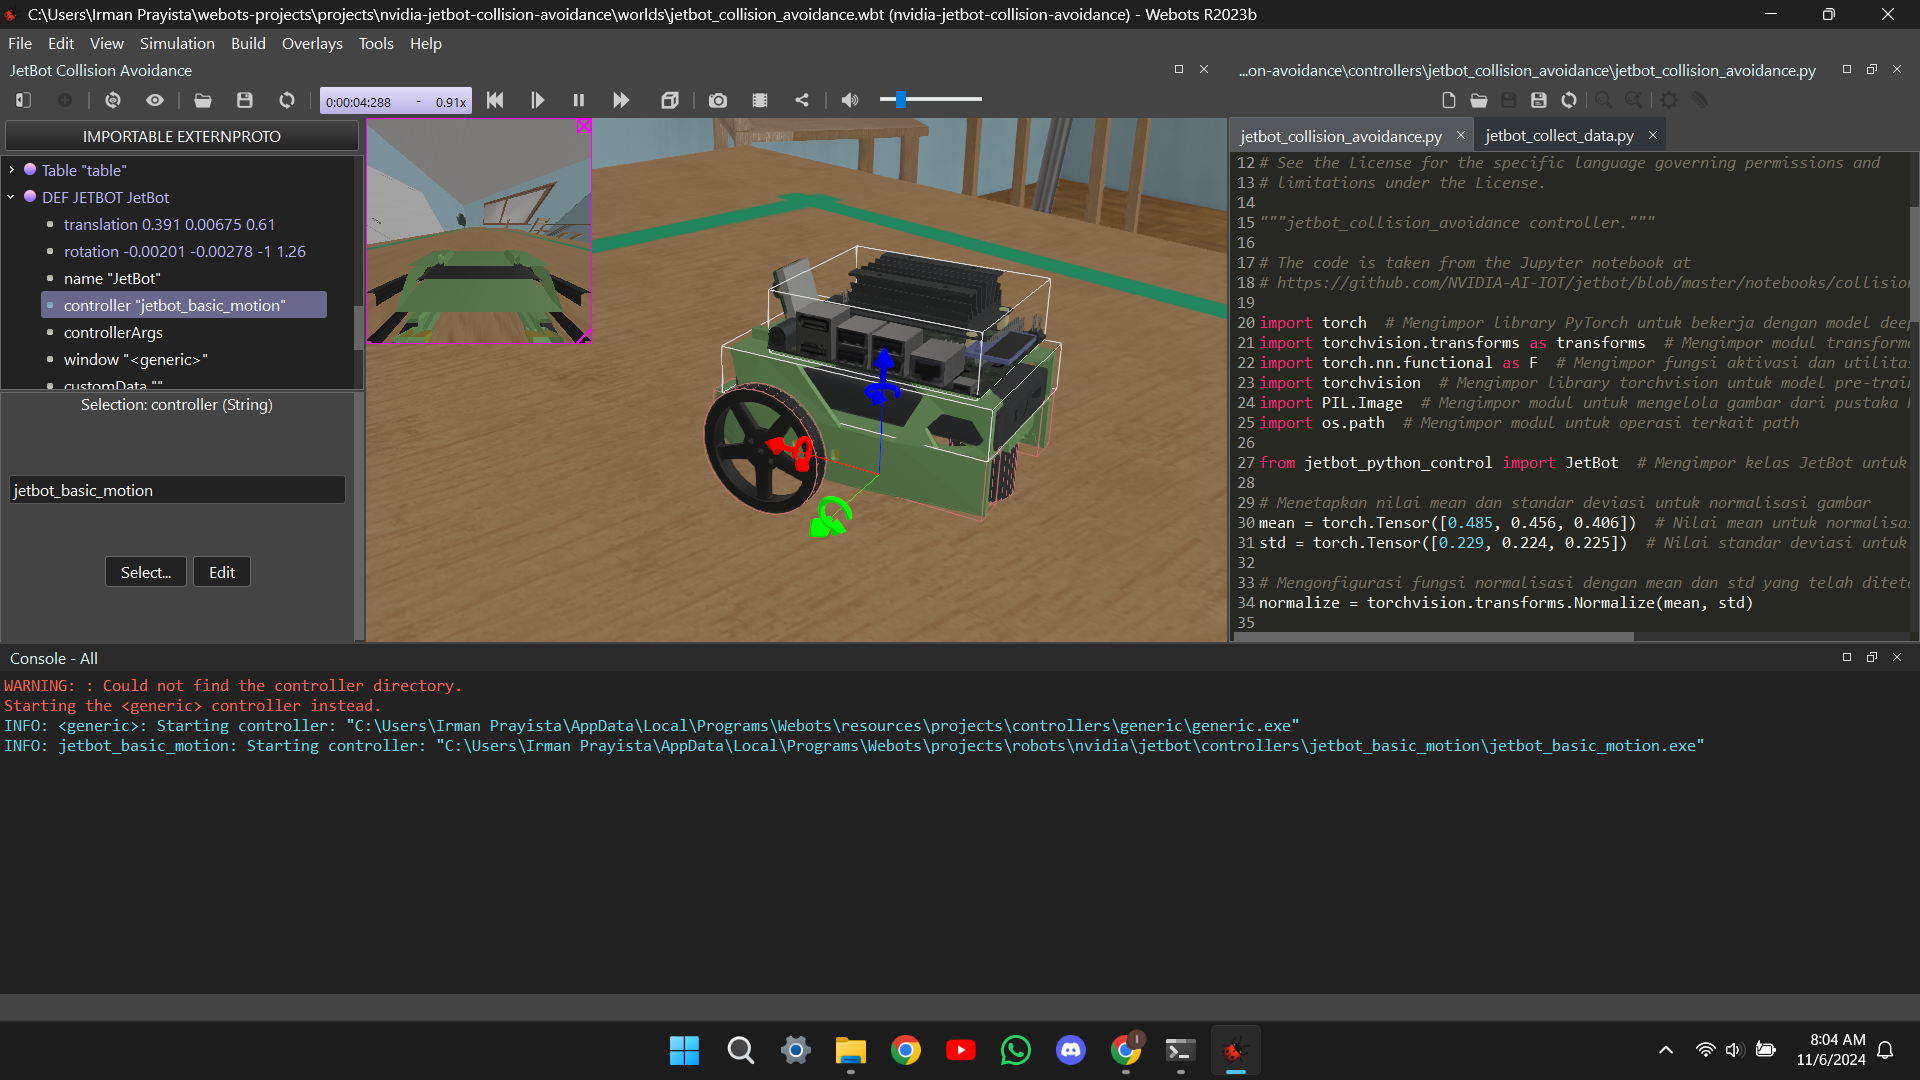 C:\Users\Irman Prayista\webots-projects\projects\nvidia-jetbot-collision-avoidance\worlds\jetbot_collision_avoidance.wbt (nvidia-jetbot-collision-avoidance) - Webots R2023b
File Edit View Simulation Build Overlays Tools Help
JetBot Collision Avoidance
0:00:04:288 - 0.91x
IMPORTABLE EXTERNPROTO
Table "table"
DEF JETBOT JetBot
translation 0.391 0.00675 0.61
rotation -0.00201 -0.00278 -1 1.26
name "JetBot"
controller "jetbot_basic_motion"
controllerArgs
window "<generic>"
customData ""
Selection: controller (String)
jetbot_basic_motion
Select... Edit
...on-avoidance\controllers\jetbot_collision_avoidance\jetbot_collision_avoidance.py
jetbot_collision_avoidance.py jetbot_collect_data.py
12 # See the License for the specific language governing permissions and
13 # limitations under the License.
14
15 """jetbot_collision_avoidance controller."""
16
17 # The code is taken from the Jupyter notebook at
18 # https://github.com/NVIDIA-AI-IOT/jetbot/blob/master/notebooks/collision
19
20 import torch # Mengimpor library PyTorch untuk bekerja dengan model dee
21 import torchvision.transforms as transforms # Mengimpor modul transform
22 import torch.nn.functional as F # Mengimpor fungsi aktivasi dan utilita
23 import torchvision # Mengimpor library torchvision untuk model pre-trai
24 import PIL.Image # Mengimpor modul untuk mengelola gambar dari pustaka
25 import os.path # Mengimpor modul untuk operasi terkait path
26
27 from jetbot_python_control import JetBot # Mengimpor kelas JetBot untuk
28
29 # Menetapkan nilai mean dan standar deviasi untuk normalisasi gambar
30 mean = torch.Tensor([0.485, 0.456, 0.406]) # Nilai mean untuk normalisa
31 std = torch.Tensor([0.229, 0.224, 0.225]) # Nilai standar deviasi untuk
32
33 # Mengonfigurasi fungsi normalisasi dengan mean dan std yang telah ditet
34 normalize = torchvision.transforms.Normalize(mean, std)
35
Console - All
WARNING: : Could not find the controller directory.
Starting the <generic> controller instead.
INFO: <generic>: Starting controller: "C:\Users\Irman Prayista\AppData\Local\Programs\Webots\resources\projects\controllers\generic\generic.exe"
INFO: jetbot_basic_motion: Starting controller: "C:\Users\Irman Prayista\AppData\Local\Programs\Webots\projects\robots\nvidia\jetbot\controllers\jetbot_basic_motion\jetbot_basic_motion.exe"
8:04 AM
11/6/2024